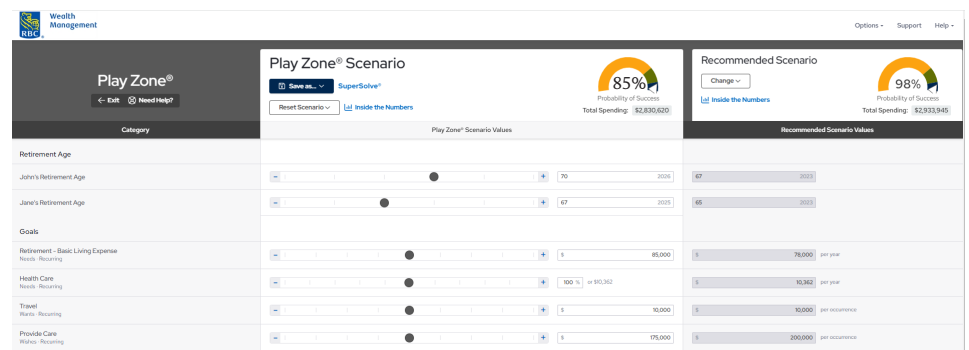 Wealth
Management
RBC®
Options
Support
Help
Play Zone®
← Exit
Need Help?
Play Zone® Scenario
Save as...
SuperSolve®
Reset Scenario
Inside the Numbers
85%
Probability of Success
Total Spending: $2,830,620
Recommended Scenario
Change
Inside the Numbers
98%
Probability of Success
Total Spending: $2,933,945
Category
Play Zone® Scenario Values
Recommended Scenario Values
Retirement Age
John's Retirement Age
- + 70 2026
67 2023
Jane's Retirement Age
- + 67 2025
65 2023
Goals
Retirement - Basic Living Expense
Needs · Recurring
- + $ 85,000
$ 78,000 per year
Health Care
Needs · Recurring
- + 100 % or $10,362
$ 10,362 per year
Travel
Wants · Recurring
- + $ 10,000
$ 10,000 per occurrence
Provide Care
Wishes · Recurring
- + $ 175,000
$ 200,000 per occurrence